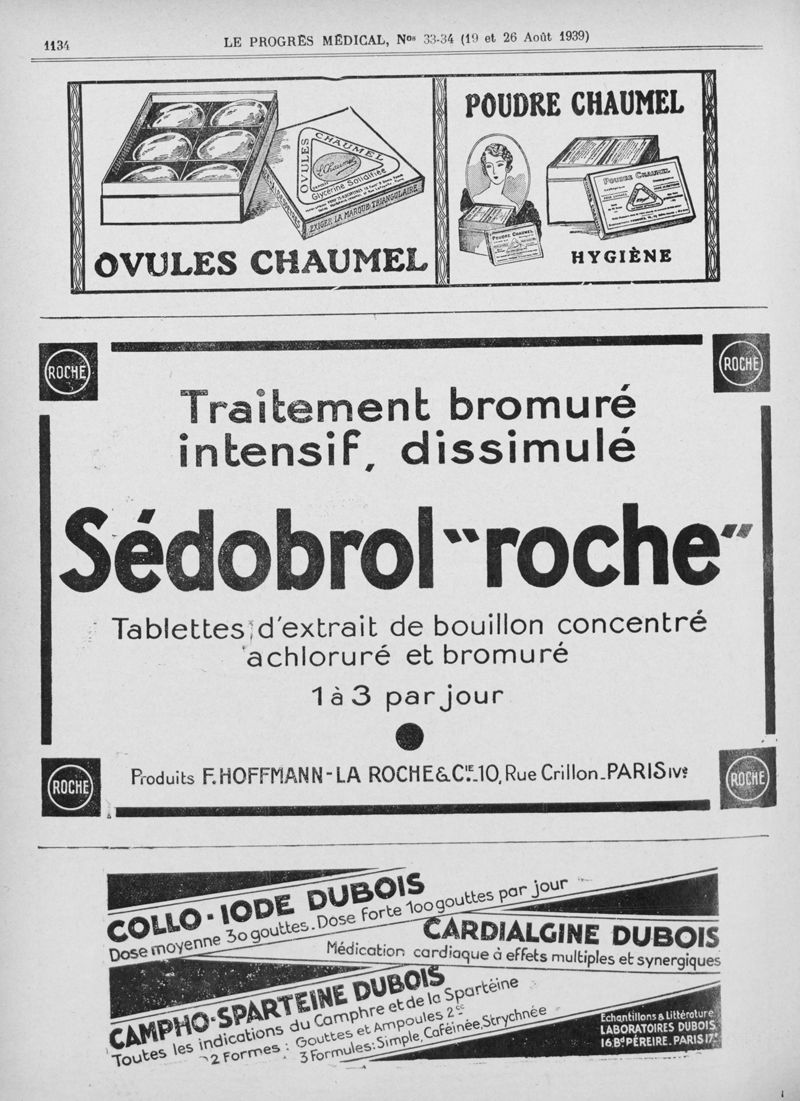 1134
LE PROGRÈS MÉDICAL, Nos 33-34 (19 et 26 Août 1939)
OVULES CHAUMEL
Glycérine Solidifiée
EXIGER LA MARQUE TRIANGULAIRE
OVULES CHAUMEL
POUDRE CHAUMEL
POUDRE CHAUMEL
POUDRE CHAUMEL
HYGIÈNE
ROCHE
ROCHE
Traitement bromuré
intensif, dissimulé
Sédobrol "roche"
Tablettes d'extrait de bouillon concentré
achloruré et bromuré
1 à 3 par jour
ROCHE
Produits F. HOFFMANN-LA ROCHE & CIE. 10, Rue Crillon_PARIS IVe
ROCHE
COLLO-IODE DUBOIS
Dose moyenne 30 gouttes. Dose forte 100 gouttes par jour
CARDIALGINE DUBOIS
Médication cardiaque à effets multiples et synergiques
CAMPHO-SPARTEINE DUBOIS
Toutes les indications du Camphre et de la Spartéine
2 Formes: Gouttes et Ampoules 2cc
3 Formules: Simple, Caféinée, Strychnée
Echantillons & Littérature
LABORATOIRES DUBOIS
16, Bd PÉREIRE. PARIS 17e